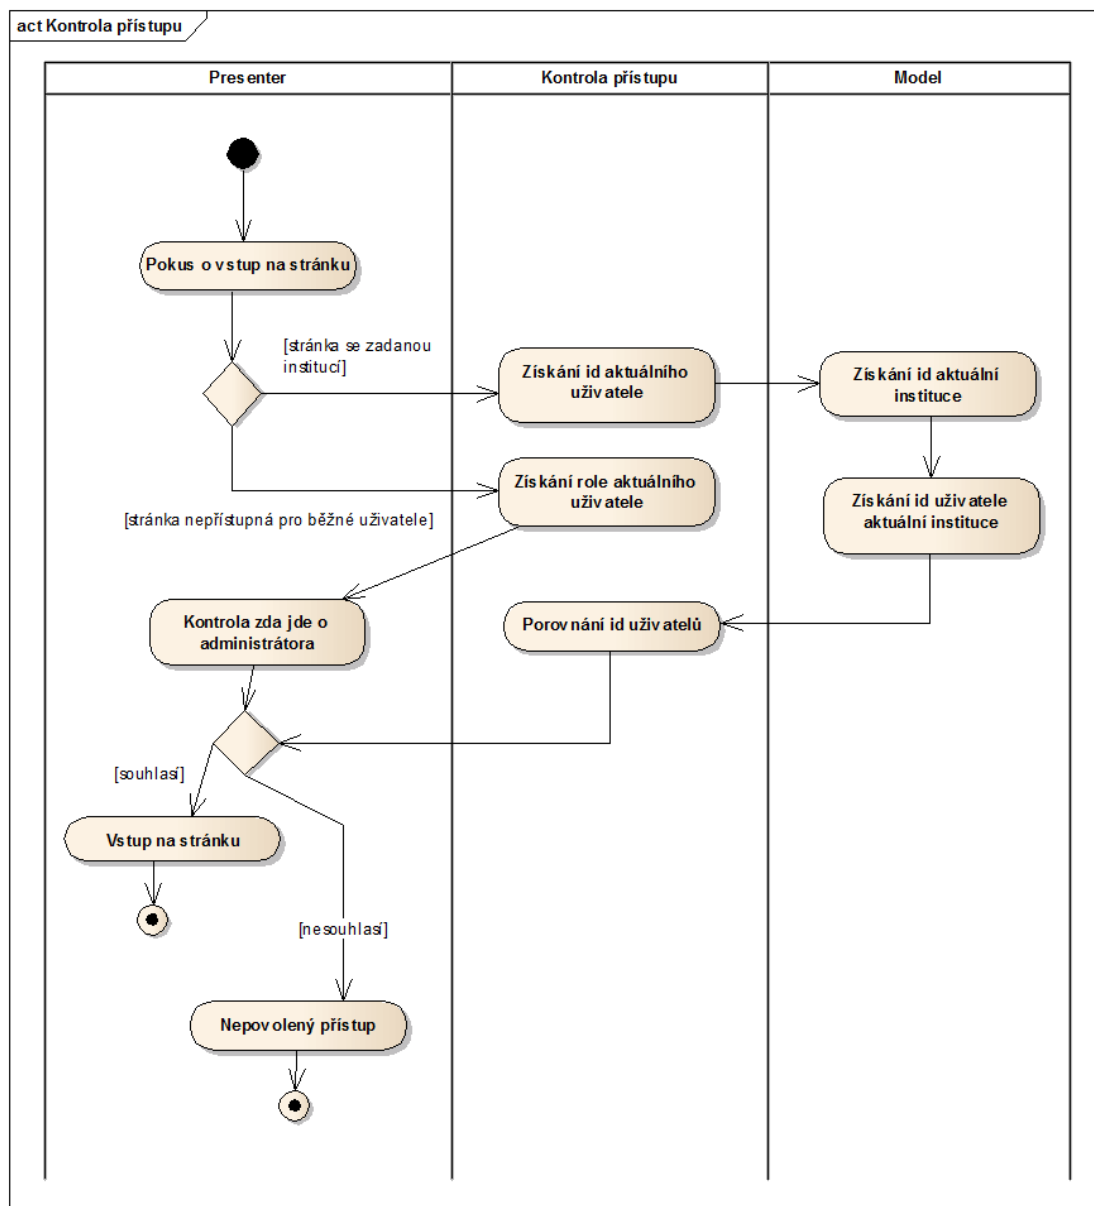 act Kontrola přístupu
Presenter
Kontrola přístupu
Model
Pokus o vstup na stránku
[stránka se zadanou
institucí]
Získání id aktuálního
uživatele
Získání id aktuální
instituce
Získání role aktuálního
uživatele
Získání id uživatele
aktuální instituce
[stránka nepřístupná pro běžné uživatele]
Kontrola zda jde o
administrátora
Porovnání id uživatelů
[souhlasí]
Vstup na stránku
[nesouhlasí]
Nepovolený přístup